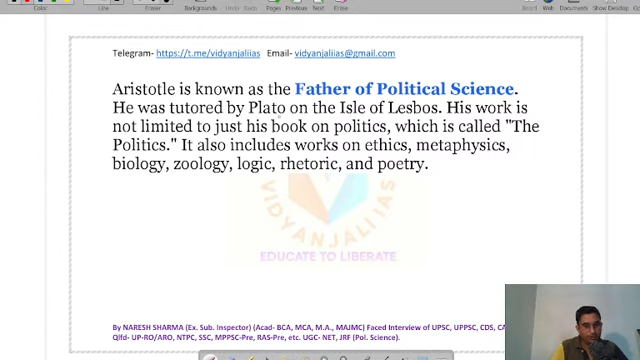 Color Line Eraser Backgrounds Undo Redo Pages Previous Next Erase Board Web Documents Show Desktop
Telegram- https://t.me/vidyanjaliias Email- vidyanjaliias@gmail.com
Aristotle is known as the Father of Political Science.
He was tutored by Plato on the Isle of Lesbos. His work is
not limited to just his book on politics, which is called "The
Politics." It also includes works on ethics, metaphysics,
biology, zoology, logic, rhetoric, and poetry.
VIDYANJALI IAS
EDUCATE TO LIBERATE
By NARESH SHARMA (Ex. Sub. Inspector) (Acad- BCA, MCA, M.A., MAJMC) Faced Interview of UPSC, UPPSC, CDS,
Qlfd- UP-RO/ARO, NTPC, SSC, MPPSC-Pre, RAS-Pre, etc. UGC- NET, JRF (Pol. Science).